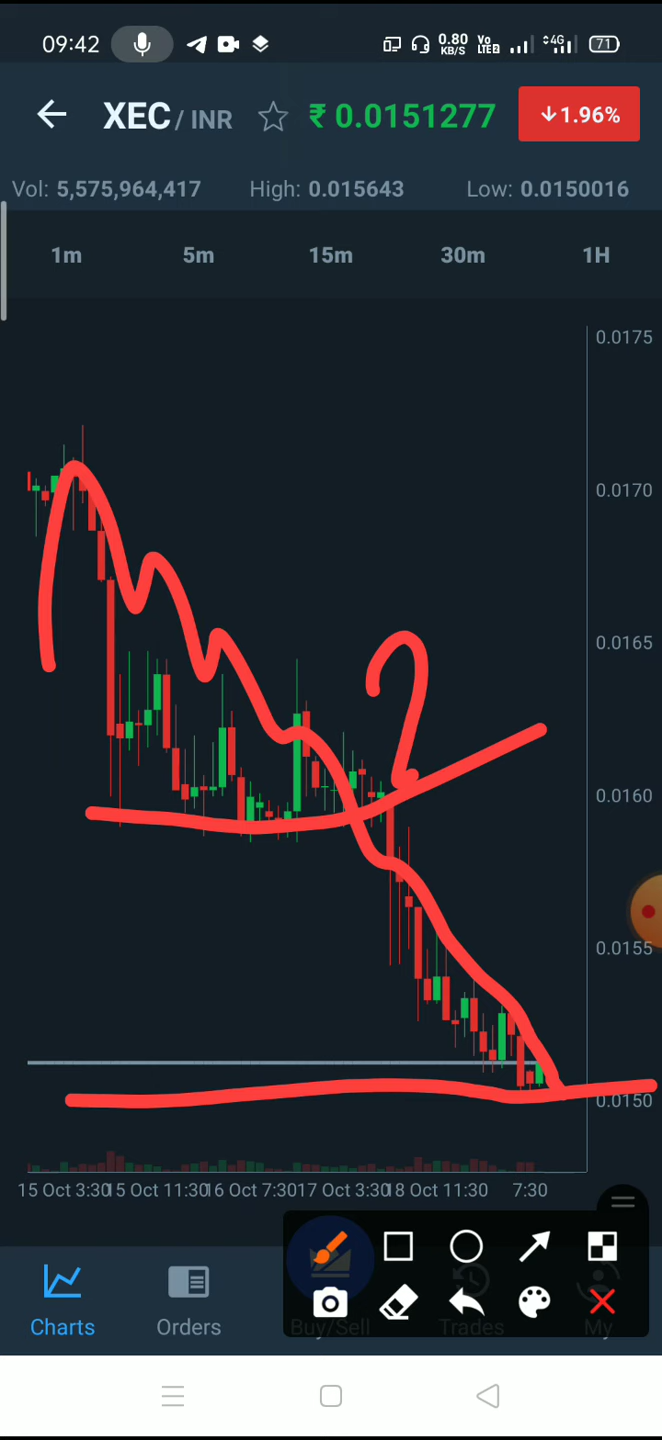 09:42 0.80 KB/S Vo LTE2 4G 71
XEC / INR ₹ 0.0151277 1.96%
Vol: 5,575,964,417 High: 0.015643 Low: 0.0150016
1m 5m 15m 30m 1H
0.0175
0.0170
0.0165
?
0.0160
0.0155
0.0150
15 Oct 3:30 15 Oct 11:30 16 Oct 7:30 17 Oct 3:30 18 Oct 11:30 7:30
Charts Orders Buy/Sell Trades My